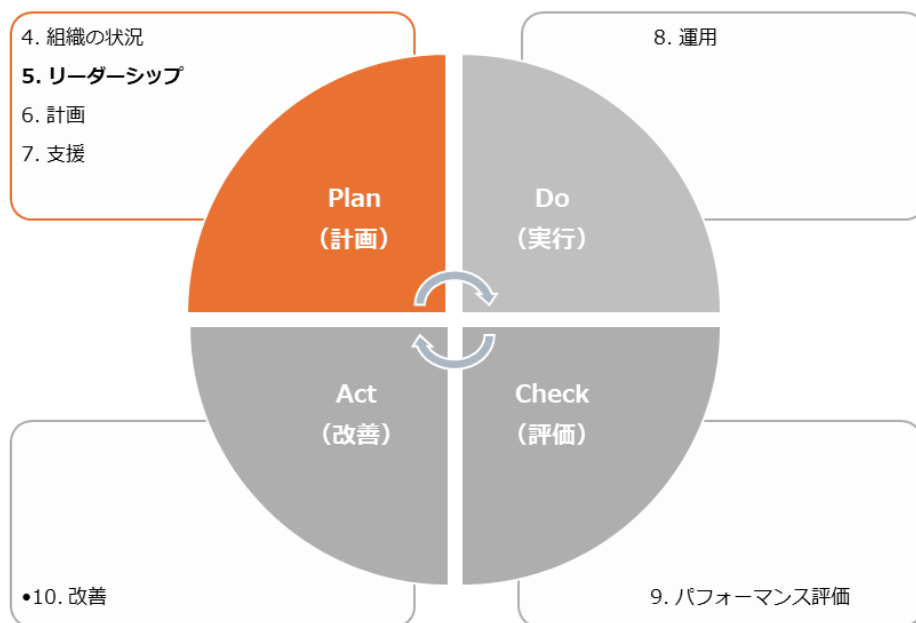 4. 組織の状況
5. リーダーシップ
6. 計画
7. 支援
8. 運用
Plan
（計画）
Do
（実行）
Act
（改善）
Check
（評価）
•10. 改善
9. パフォーマンス評価